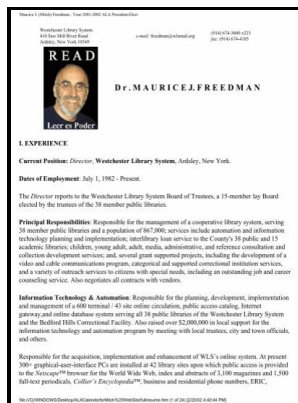 Maurice J. (Mitch) Freedman - Your 2001-2002 ALA President-Elect
Westchester Library System
410 Saw Mill River Road
Ardsley, New York 10549
e-mail: freedman@wlsmail.org
(914) 674-3600 x223
fax: (914) 674-4185
READ
Leer es Poder
Dr. MAURICE J. FREEDMAN
I. EXPERIENCE
Current Position: Director, Westchester Library System, Ardsley, New York.
Dates of Employment: July 1, 1982 - Present.
The Director reports to the Westchester Library System Board of Trustees, a 15-member lay Board
elected by the trustees of the 38 member public libraries.
Principal Responsibilities: Responsible for the management of a cooperative library system, serving
38 member public libraries and a population of 867,000; services include automation and information
technology planning and implementation; interlibrary loan service to the County's 38 public and 15
academic libraries; children, young adult, adult, media, administrative, and reference consultation and
collection development services; and, several grant supported projects, including the development of a
video and cable communications program, categorical aid supported correctional institution services,
and a variety of outreach services to citizens with special needs, including an outstanding job and career
counseling service. Also negotiates all contracts with vendors.
Information Technology & Automation: Responsible for the planning, development, implementation
and management of a 600 terminal / 43 site online circulation, public access catalog, Internet
gateway,and online database system serving all 38 public libraries of the Westchester Library System
and the Bedford Hills Correctional Facility. Also raised over $2,000,000 in local support for the
information technology and automation program by meeting with local trustees, city and town officials,
and others.
Responsible for the acquisition, implementation and enhancement of WLS's online system. At present
300+ graphical-user-interface PCs are installed at 42 library sites upon which public access is provided
to the Netscape™ browser for the World Wide Web, index and abstracts of 3,100 magazines and 1,500
full-text periodicals, Collier's Encyclopedia™, business and residential phone numbers, ERIC,